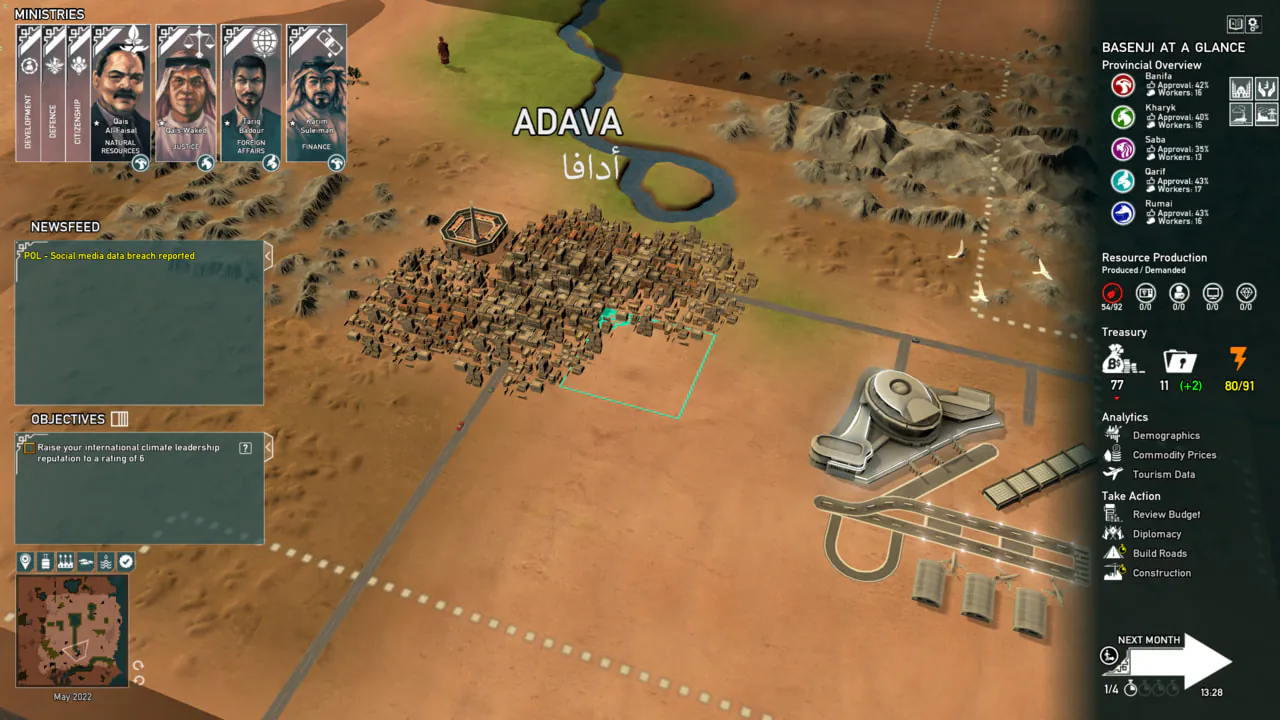 MINISTRIES
DEVELOPMENT
DEFENCE
CITIZENSHIP
Qais
Al-Faisal
NATURAL
RESOURCES
Qais Waked
JUSTICE
Tariq
Badour
FOREIGN
AFFAIRS
Karim
Suleiman
FINANCE
NEWSFEED
POL - Social media data breach reported
OBJECTIVES
Raise your international climate leadership
reputation to a rating of 6
?
May 2022
ADAVA
أدافا
BASENJI AT A GLANCE
Provincial Overview
Banifa
Approval: 42%
Workers: 16
Kharyk
Approval: 40%
Workers: 16
Saba
Approval: 35%
Workers: 13
Qarif
Approval: 43%
Workers: 17
Rumai
Approval: 43%
Workers: 16
Resource Production
Produced / Demanded
54/92 0/0 0/0 0/0 0/0
Treasury
77 11 (+2) 80/91
Analytics
Demographics
Commodity Prices
Tourism Data
Take Action
Review Budget
Diplomacy
Build Roads
Construction
NEXT MONTH
1/4
13:28